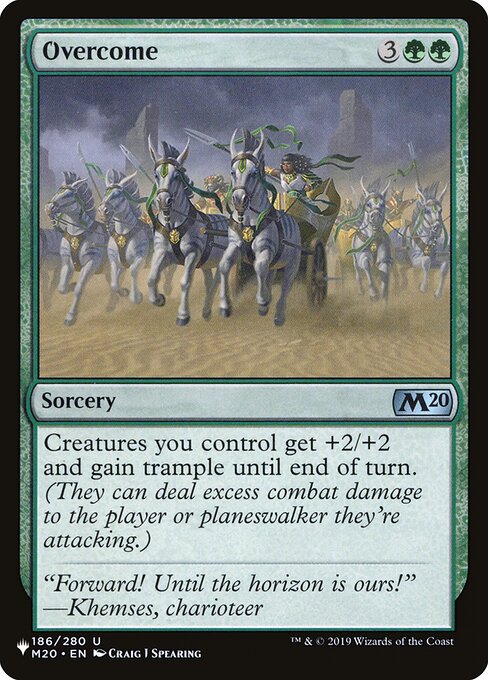 Overcome 3
Sorcery M20
Creatures you control get +2/+2
and gain trample until end of turn.
(They can deal excess combat damage
to the player or planeswalker they're
attacking.)
“Forward! Until the horizon is ours!”
—Khemses, charioteer
186/280 U
M20 • EN Craig J Spearing
™ & © 2019 Wizards of the Coast